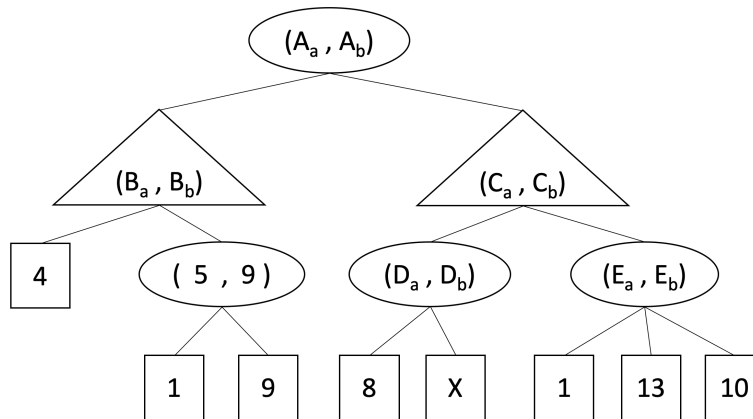 (Aa , Ab)
(Ba , Bb)
(Ca , Cb)
4
( 5 , 9 )
(Da , Db)
(Ea , Eb)
1
9
8
X
1
13
10